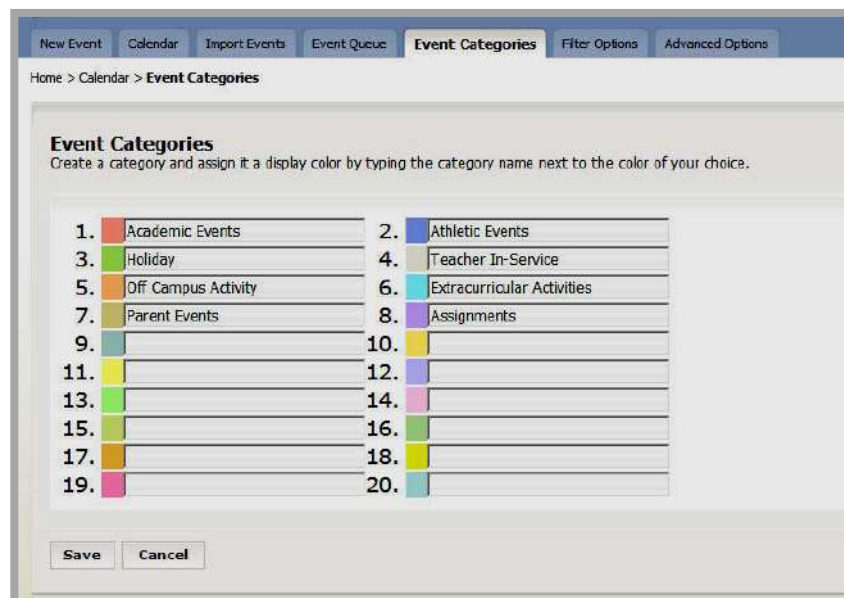 New Event Calendar Import Events Event Queue Event Categories Filter Options Advanced Options
Home > Calendar > Event Categories
Event Categories
Create a category and assign it a display color by typing the category name next to the color of your choice.
1. Academic Events 2. Athletic Events
3. Holiday 4. Teacher In-Service
5. Off Campus Activity 6. Extracurricular Activities
7. Parent Events 8. Assignments
9. 10.
11. 12.
13. 14.
15. 16.
17. 18.
19. 20.
Save Cancel